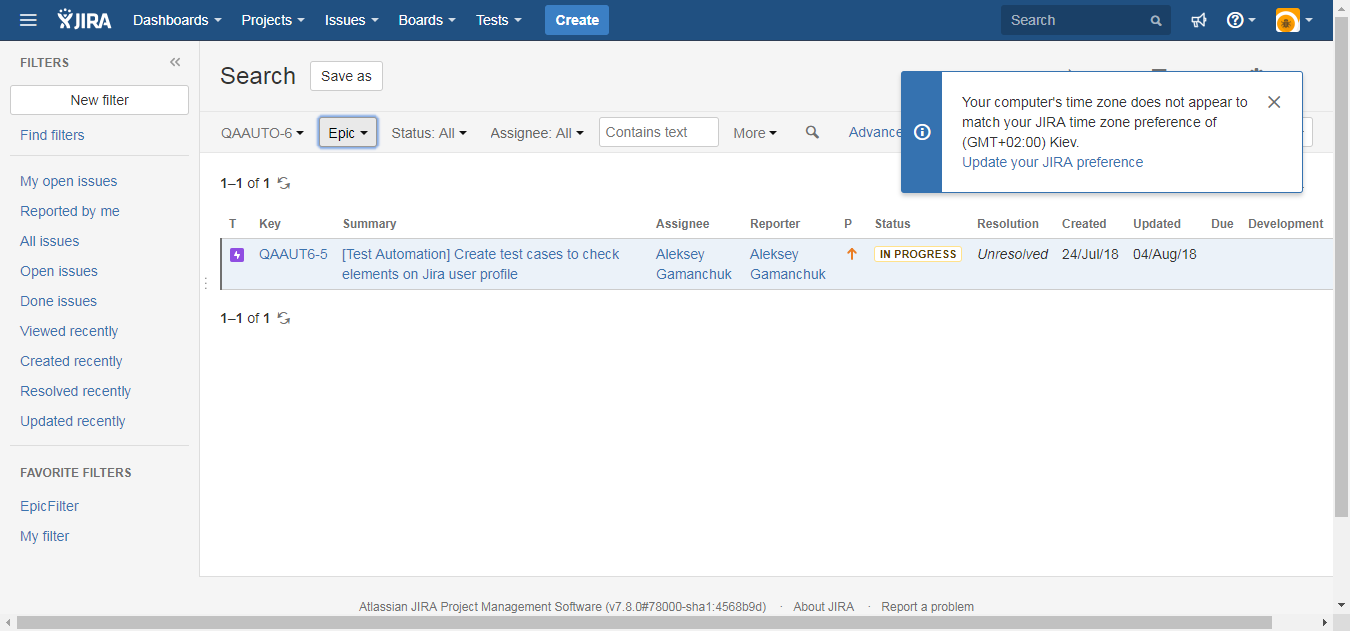 JIRA Dashboards Projects Issues Boards Tests Create Search
FILTERS
New filter
Find filters
My open issues
Reported by me
All issues
Open issues
Done issues
Viewed recently
Created recently
Resolved recently
Updated recently
FAVORITE FILTERS
EpicFilter
My filter
Search Save as
QAAUTO-6 Epic Status: All Assignee: All Contains text More Advance
Your computer's time zone does not appear to
match your JIRA time zone preference of
(GMT+02:00) Kiev.
Update your JIRA preference
1–1 of 1
T Key Summary Assignee Reporter P Status Resolution Created Updated Due Development
QAAUT6-5 [Test Automation] Create test cases to check Aleksey Aleksey IN PROGRESS Unresolved 24/Jul/18 04/Aug/18
elements on Jira user profile Gamanchuk Gamanchuk
1–1 of 1
Atlassian JIRA Project Management Software (v7.8.0#78000-sha1:4568b9d) · About JIRA · Report a problem